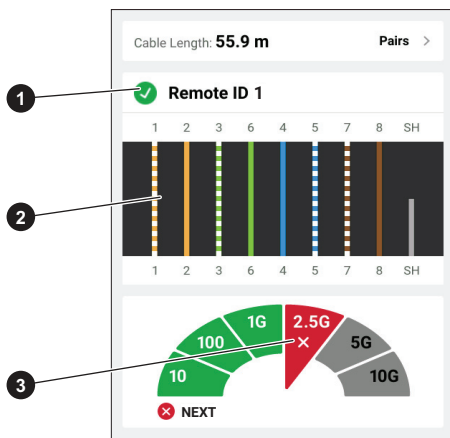 Cable Length: 55.9 m Pairs >
1 Remote ID 1
1 2 3 6 4 5 7 8 SH
2
1 2 3 6 4 5 7 8 SH
1G 2.5G
100 × 5G
10 10G
3
NEXT